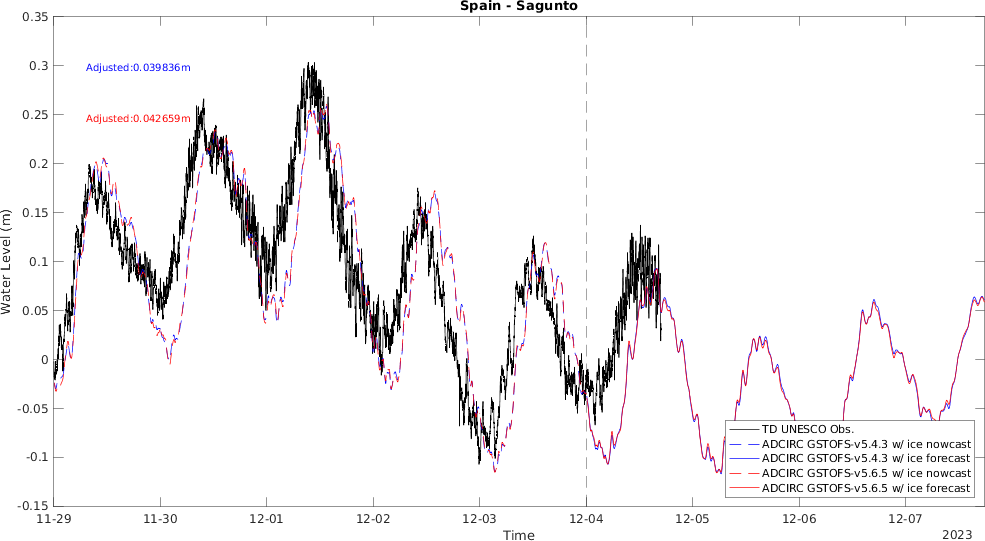 Spain - Sagunto
0.35
0.3
0.25
0.2
0.15
0.1
0.05
0
-0.05
-0.1
-0.15
Water Level (m)
Adjusted:0.039836m
Adjusted:0.042659m
TD UNESCO Obs.
ADCIRC GSTOFS-v5.4.3 w/ ice nowcast
ADCIRC GSTOFS-v5.4.3 w/ ice forecast
ADCIRC GSTOFS-v5.6.5 w/ ice nowcast
ADCIRC GSTOFS-v5.6.5 w/ ice forecast
11-29 11-30 12-01 12-02 12-03 12-04 12-05 12-06 12-07
Time
2023